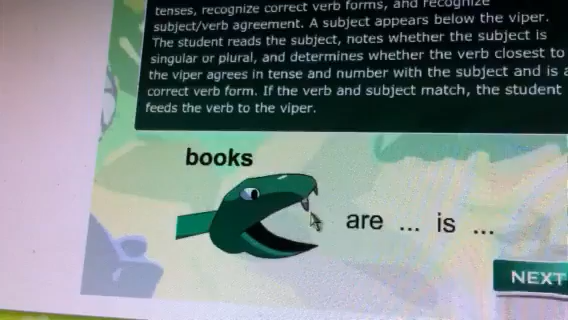 tenses, recognize correct verb forms, and recognize
subject/verb agreement. A subject appears below the viper.
The student reads the subject, notes whether the subject is
singular or plural, and determines whether the verb closest to
the viper agrees in tense and number with the subject and is a
correct verb form. If the verb and subject match, the student
feeds the verb to the viper.
books
are ... is ...
NEXT